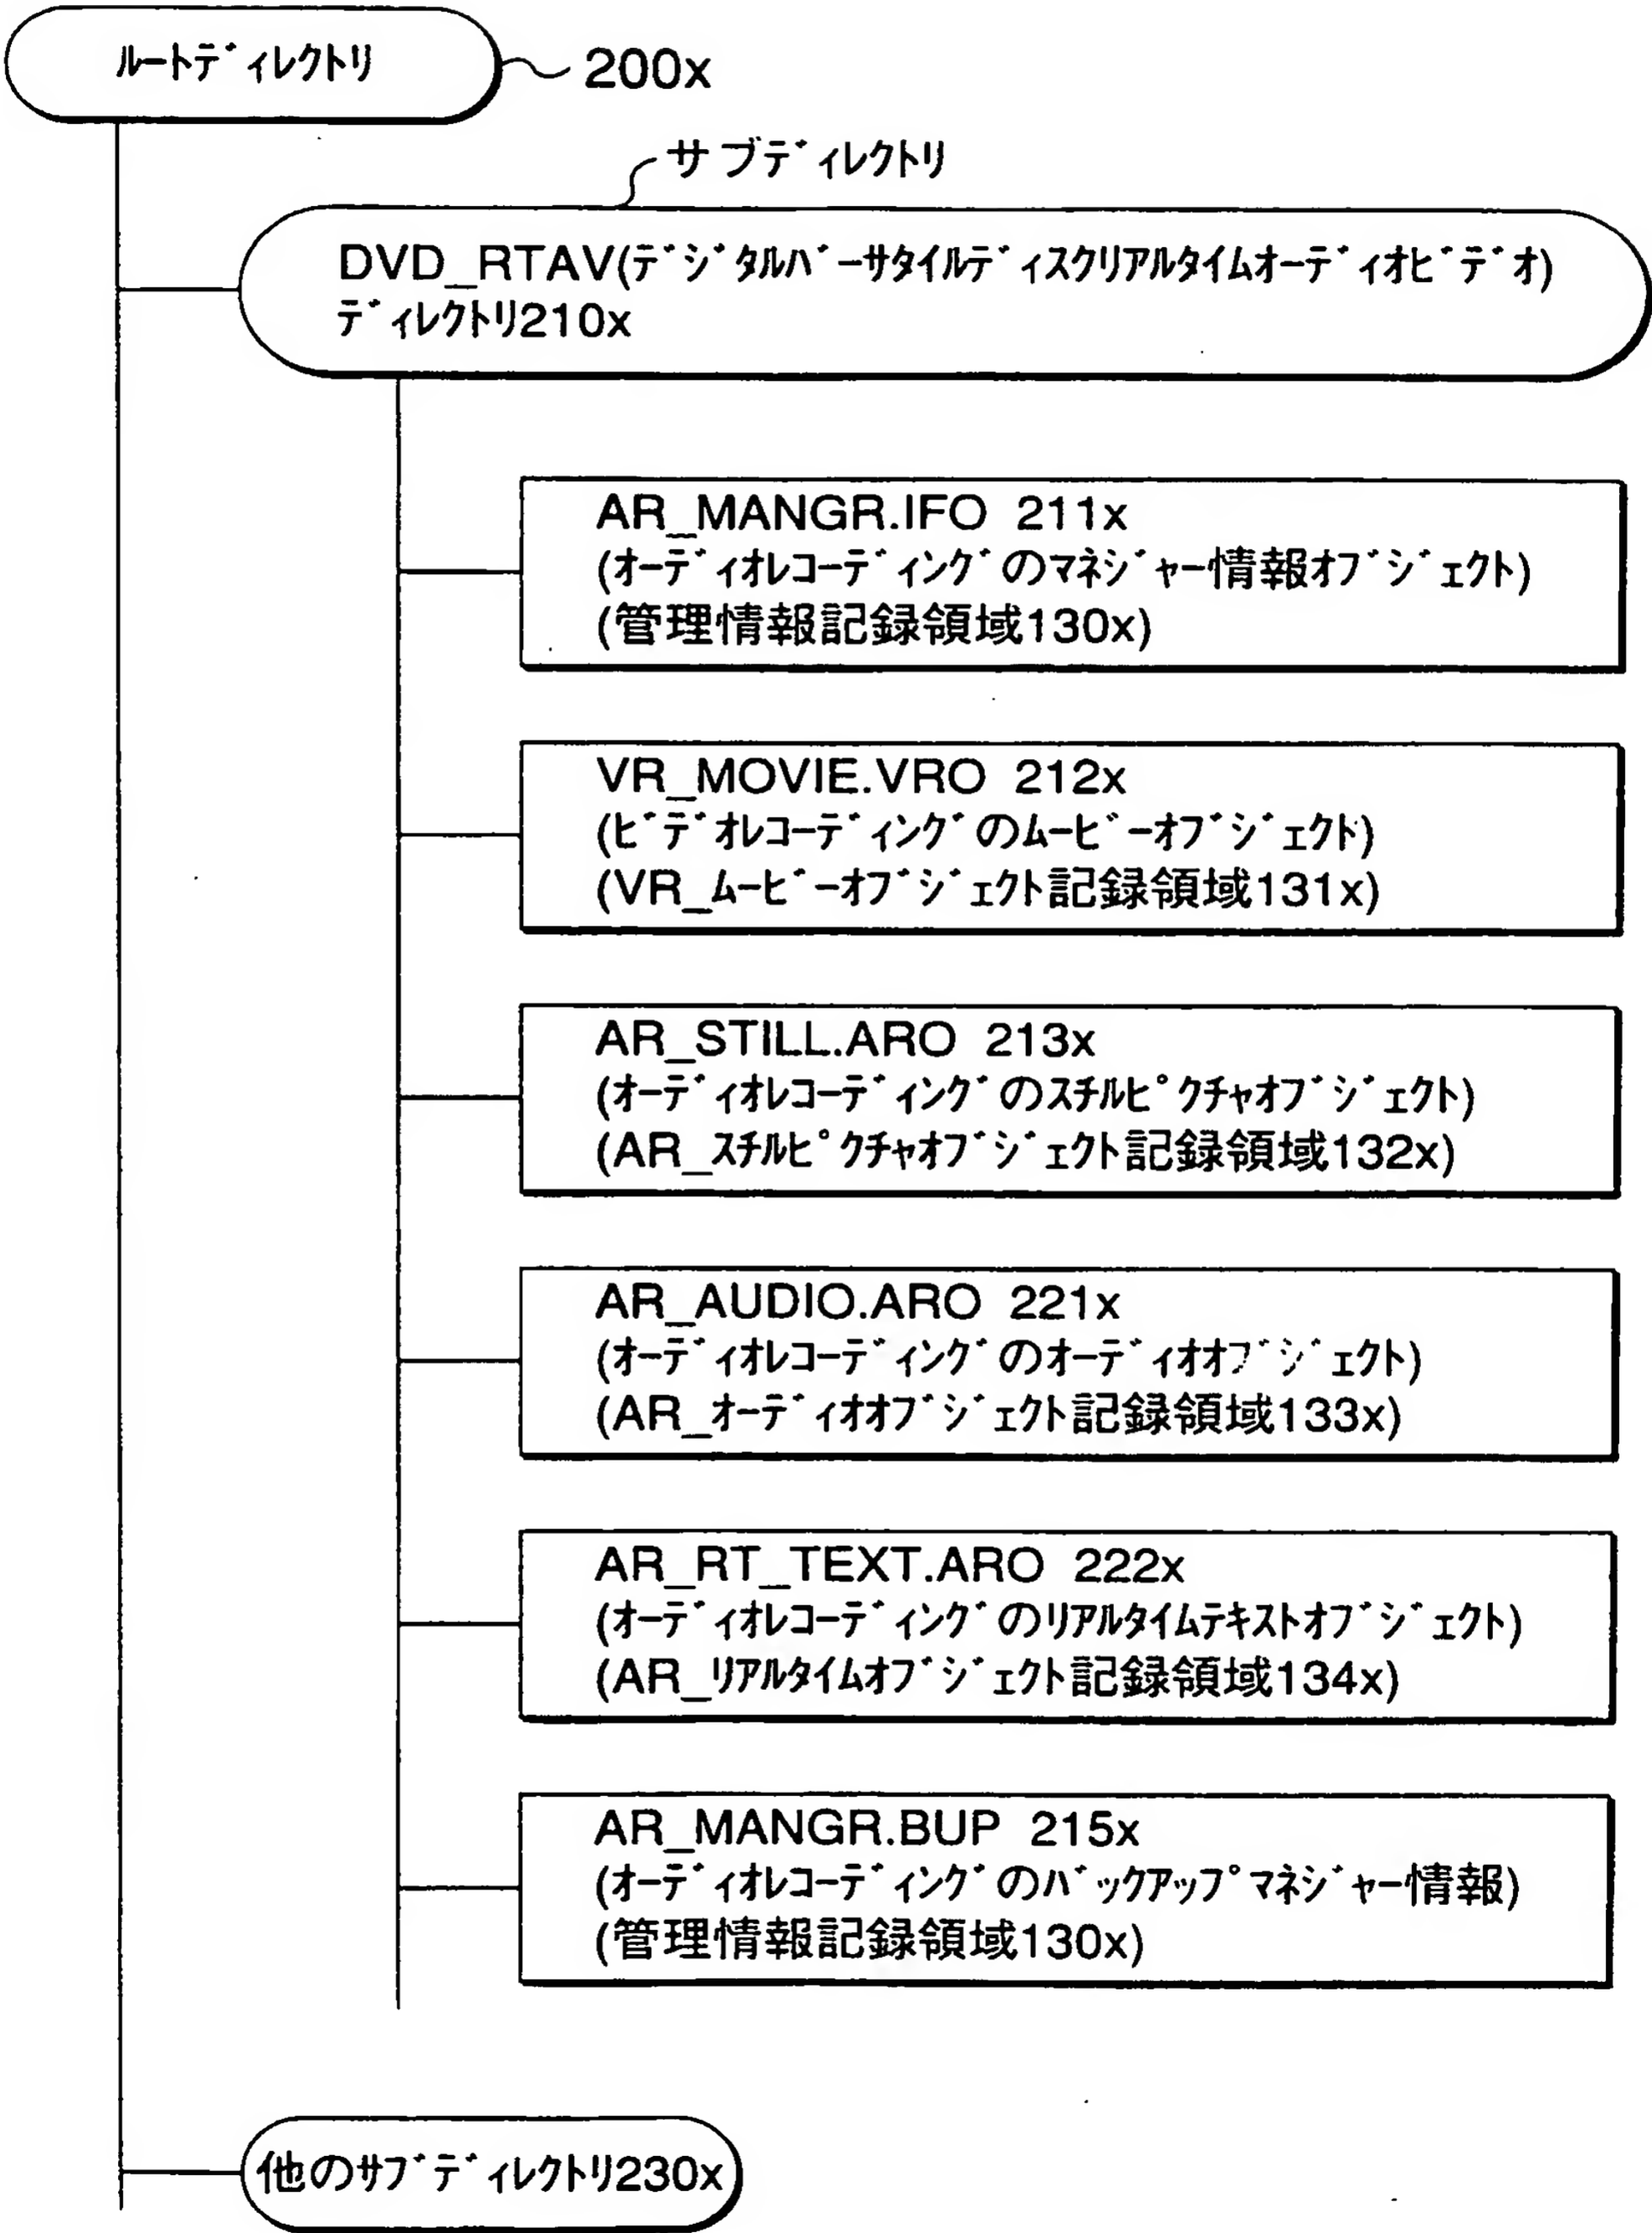 ルートディレクトリ
200x
サブディレクトリ
DVD_RTAV(デジタルバーサタイルディスクリアルタイムオーディオビデオ)
ディレクトリ210x
AR_MANGR.IFO 211x
(オーディオレコーディングのマネジャー情報オブジェクト)
(管理情報記録領域130x)
VR_MOVIE.VRO 212x
(ビデオレコーディングのムービーオブジェクト)
(VR_ムービーオブジェクト記録領域131x)
AR_STILL.ARO 213x
(オーディオレコーディングのスチルピクチャオブジェクト)
(AR_スチルピクチャオブジェクト記録領域132x)
AR_AUDIO.ARO 221x
(オーディオレコーディングのオーディオオブジェクト)
(AR_オーディオオブジェクト記録領域133x)
AR_RT_TEXT.ARO 222x
(オーディオレコーディングのリアルタイムテキストオブジェクト)
(AR_リアルタイムオブジェクト記録領域134x)
AR_MANGR.BUP 215x
(オーディオレコーディングのバックアップマネジャー情報)
(管理情報記録領域130x)
他のサブディレクトリ230x